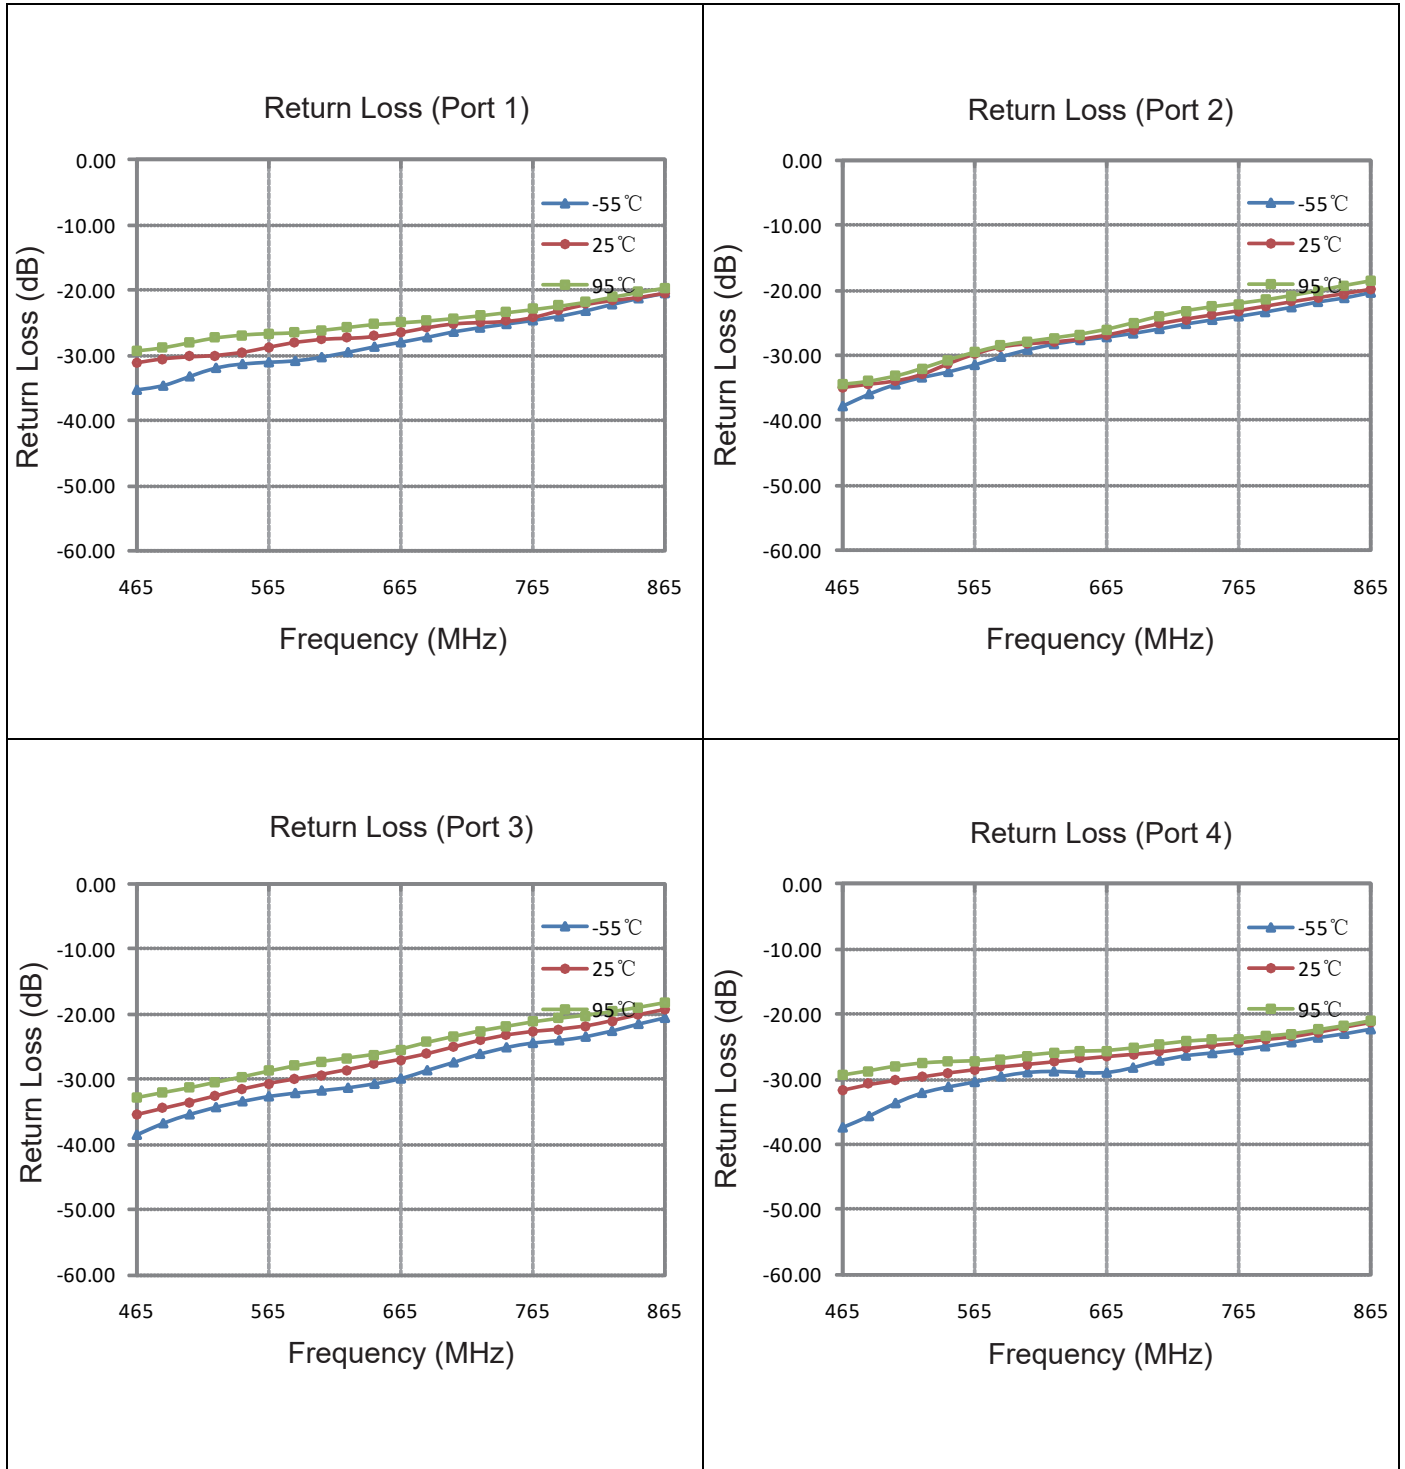 Return Loss (Port 1)
0.00
-10.00
-20.00
-30.00
-40.00
-50.00
-60.00
Return Loss (dB)
-55℃
25℃
95℃
465 565 665 765 865
Frequency (MHz)
Return Loss (Port 2)
0.00
-10.00
-20.00
-30.00
-40.00
-50.00
-60.00
Return Loss (dB)
-55℃
25℃
95℃
465 565 665 765 865
Frequency (MHz)
Return Loss (Port 3)
0.00
-10.00
-20.00
-30.00
-40.00
-50.00
-60.00
Return Loss (dB)
-55℃
25℃
95℃
465 565 665 765 865
Frequency (MHz)
Return Loss (Port 4)
0.00
-10.00
-20.00
-30.00
-40.00
-50.00
-60.00
Return Loss (dB)
-55℃
25℃
95℃
465 565 665 765 865
Frequency (MHz)